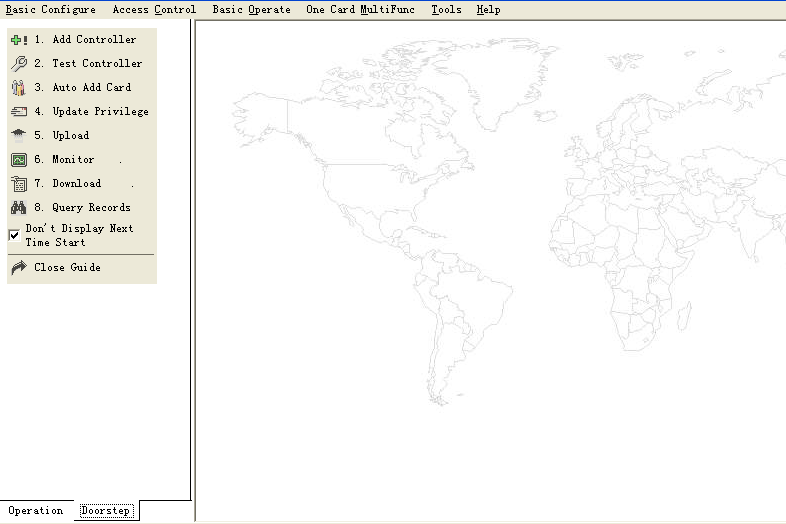 Basic Configure Access Control Basic Operate One Card MultiFunc Tools Help
1. Add Controller
2. Test Controller
3. Auto Add Card
4. Update Privilege
5. Upload
6. Monitor .
7. Download .
8. Query Records
Don't Display Next
Time Start
Close Guide
Operation Doorstep